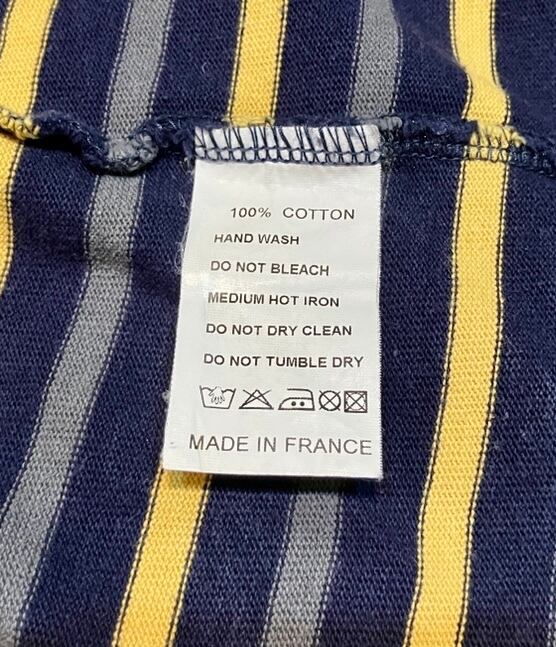 100% COTTON
HAND WASH
DO NOT BLEACH
MEDIUM HOT IRON
DO NOT DRY CLEAN
DO NOT TUMBLE DRY
MADE IN FRANCE